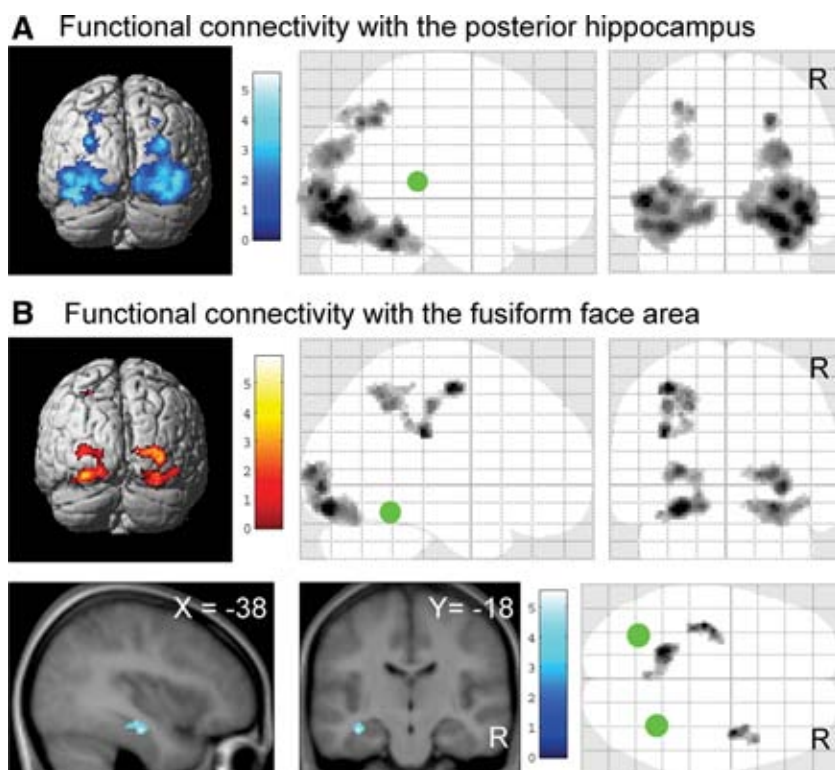 A Functional connectivity with the posterior hippocampus
5
4
3
2
1
0
R
B Functional connectivity with the fusiform face area
5
4
3
2
1
0
R
X = -38
Y= -18
R
5
4
3
2
1
0
R